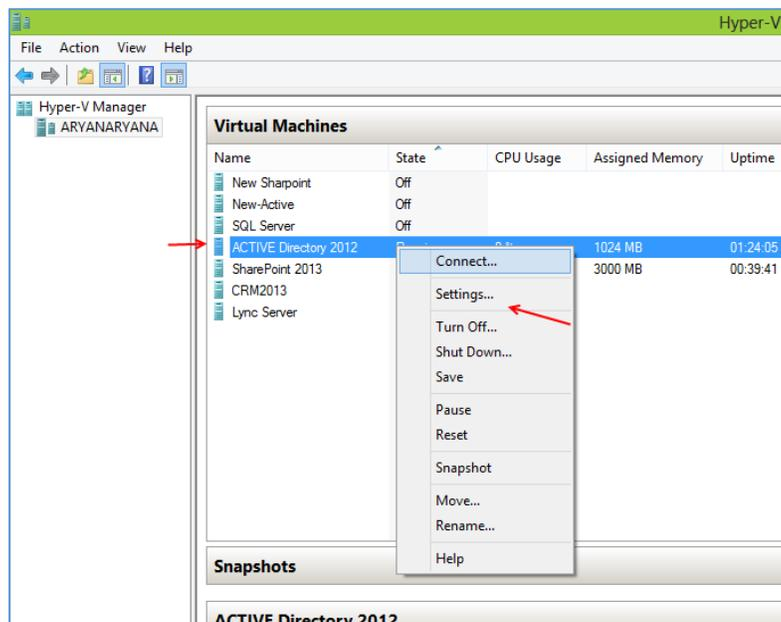 Hyper-V
File Action View Help
Hyper-V Manager
ARYANARYANA
Virtual Machines
Name State CPU Usage Assigned Memory Uptime
New Sharpoint Off
New-Active Off
SQL Server Off
ACTIVE Directory 2012 1024 MB 01:24:05
SharePoint 2013 3000 MB 00:39:41
CRM2013
Lync Server
Connect...
Settings...
Turn Off...
Shut Down...
Save
Pause
Reset
Snapshot
Move...
Rename...
Help
Snapshots
ACTIVE Directory 2012